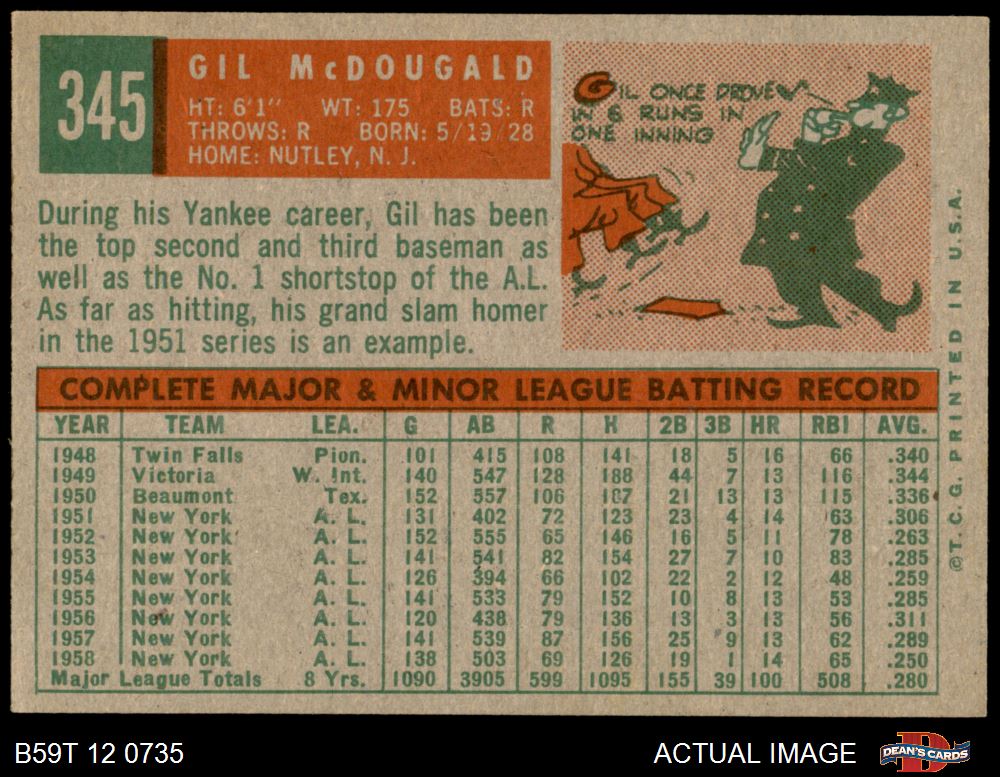 345
GIL McDOUGALD
HT: 6'1" WT: 175 BATS: R
THROWS: R BORN: 5/19/28
HOME: NUTLEY, N. J.
GIL ONCE DROVE
IN 6 RUNS IN
ONE INNING
During his Yankee career, Gil has been
the top second and third baseman as
well as the No. 1 shortstop of the A.L.
As far as hitting, his grand slam homer
in the 1951 series is an example.
COMPLETE MAJOR & MINOR LEAGUE BATTING RECORD
YEAR TEAM LEA. G AB R H 2B 3B HR RBI AVG.
1948 Twin Falls Pion. 101 415 108 141 18 5 16 66 .340
1949 Victoria W. Int. 140 547 128 188 44 7 13 116 .344
1950 Beaumont Tex. 152 557 106 187 21 13 13 115 .336
1951 New York A. L. 131 402 72 123 23 4 14 63 .306
1952 New York A. L. 152 555 65 146 16 5 11 78 .263
1953 New York A. L. 141 541 82 154 27 7 10 83 .285
1954 New York A. L. 126 394 66 102 22 2 12 48 .259
1955 New York A. L. 141 533 79 152 10 8 13 53 .285
1956 New York A. L. 120 438 79 136 13 3 13 56 .311
1957 New York A. L. 141 539 87 156 25 9 13 62 .289
1958 New York A. L. 138 503 69 126 19 1 14 65 .250
Major League Totals 8 Yrs. 1090 3905 599 1095 155 39 100 508 .280
©T. C. G. PRINTED IN U.S.A.
B59T 12 0735
ACTUAL IMAGE
D
DEAN'S CARDS